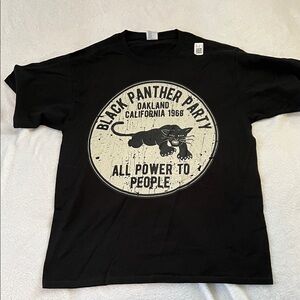 BLACK PANTHER PARTY
OAKLAND
CALIFORNIA 1966
ALL POWER TO
PEOPLE